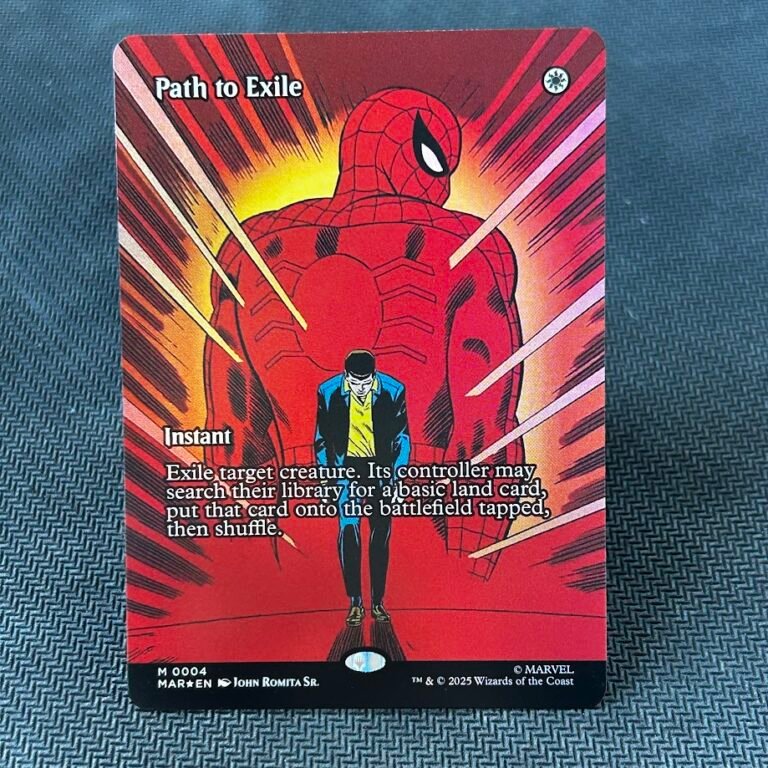 Path to Exile
Instant
Exile target creature. Its controller may
search their library for a basic land card,
put that card onto the battlefield tapped,
then shuffle.
M 0004
MAR★EN John Romita Sr.
© MARVEL
™ & © 2025 Wizards of the Coast